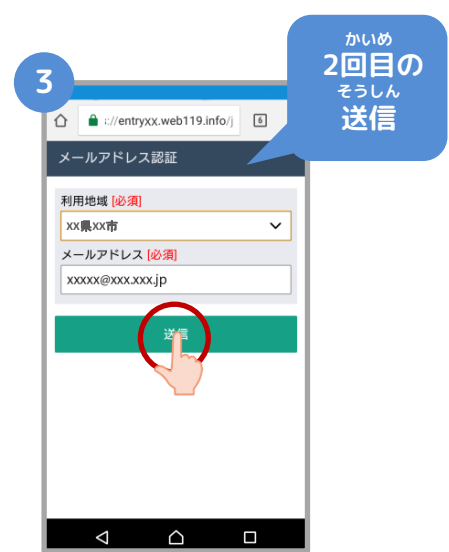 かいめ
2回目の
そうしん
送信
3
://entryxx.web119.info/j
6
メールアドレス認証
利用地域 [必須]
xx県xx市
メールアドレス [必須]
xxxxx@xxx.xxx.jp
送信